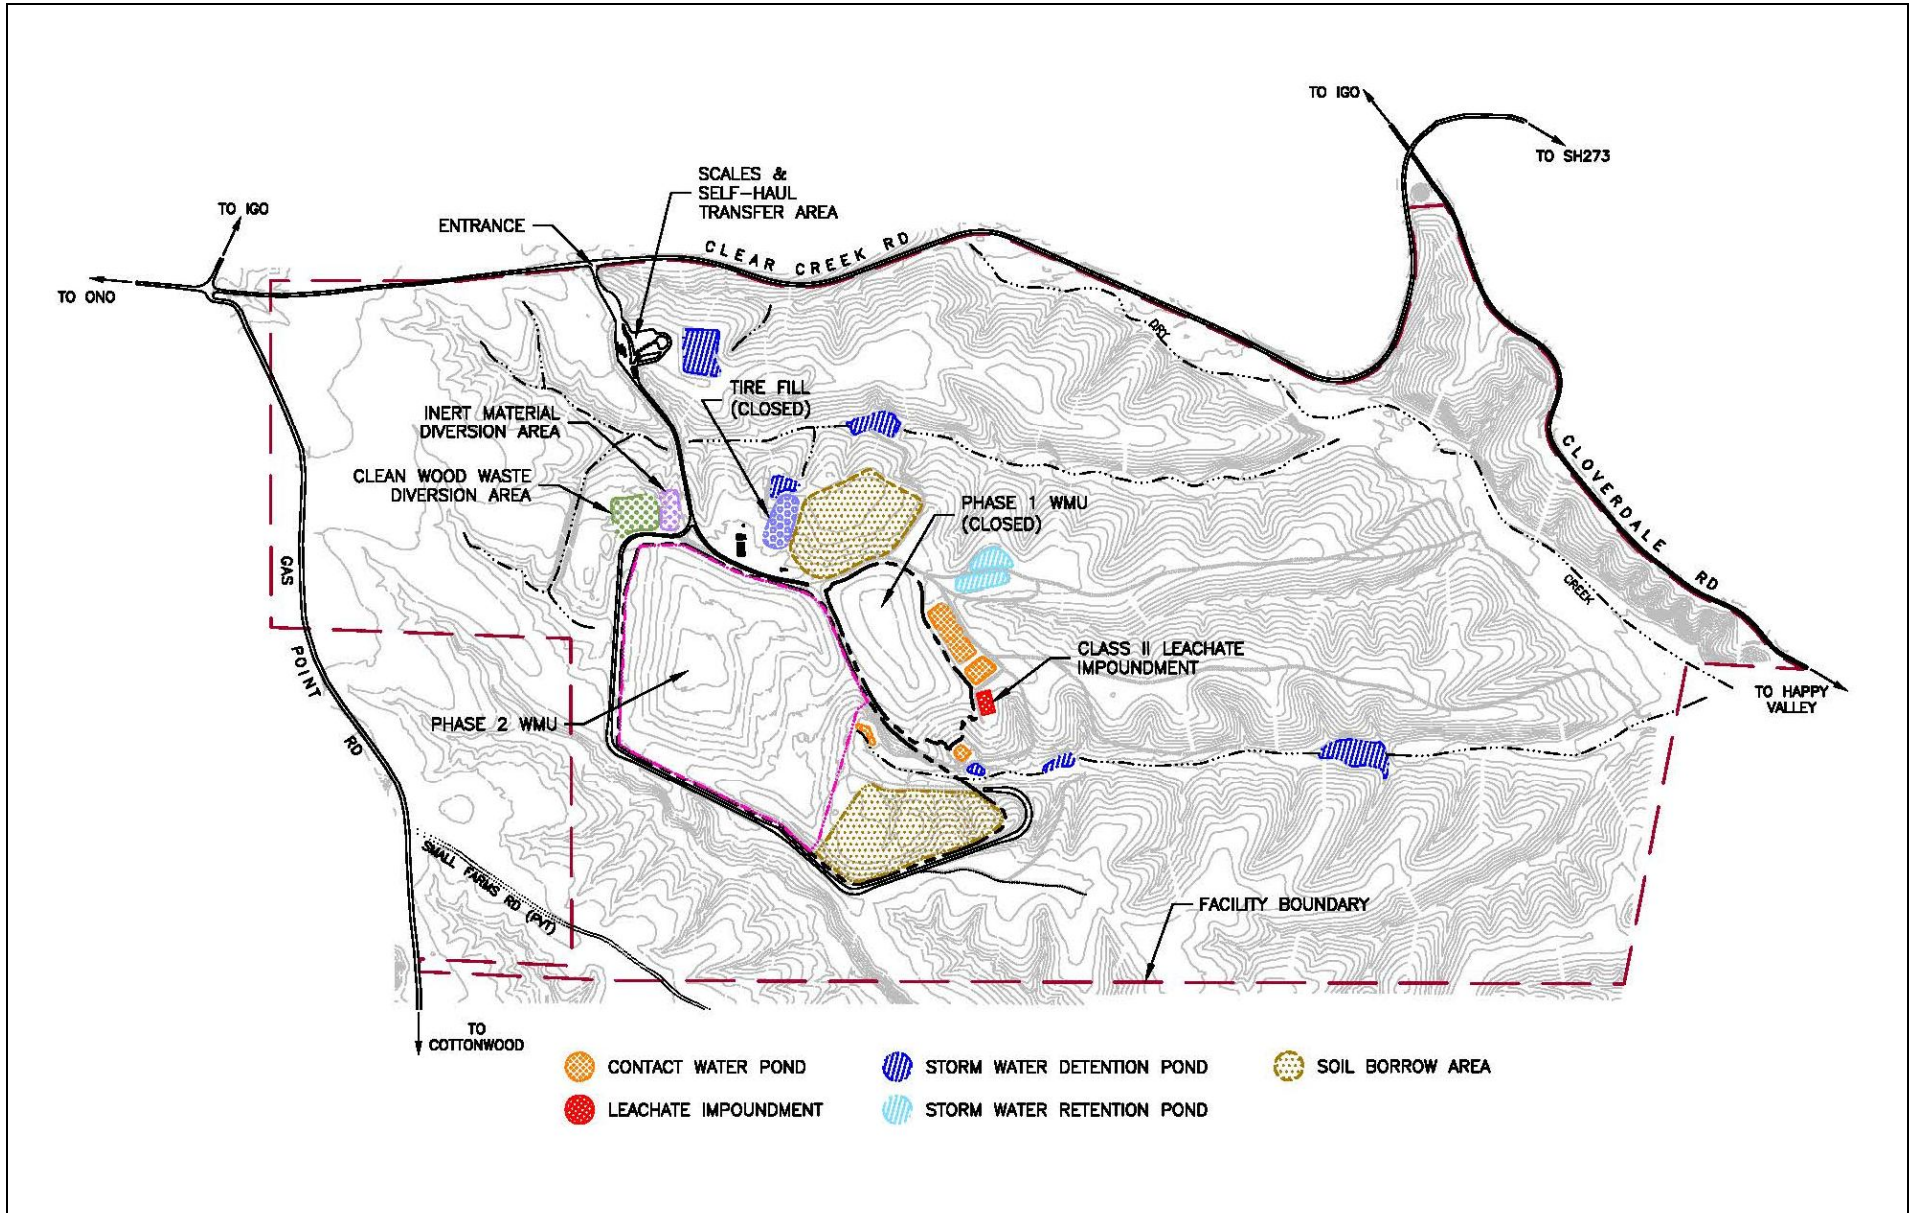 TO IGO
TO SH273
SCALES &
SELF-HAUL
TRANSFER AREA
TO IGO
ENTRANCE
CLEAR CREEK RD
TO ONO
DRY
TIRE FILL
(CLOSED)
INERT MATERIAL
DIVERSION AREA
CLEAN WOOD WASTE
DIVERSION AREA
PHASE 1 WMU
(CLOSED)
CLOVERDALE RD
CREEK
GAS
POINT
RD
CLASS II LEACHATE
IMPOUNDMENT
TO HAPPY
VALLEY
PHASE 2 WMU
SMALL FARMS RD (PVT)
FACILITY BOUNDARY
TO
COTTONWOOD
CONTACT WATER POND
STORM WATER DETENTION POND
SOIL BORROW AREA
LEACHATE IMPOUNDMENT
STORM WATER RETENTION POND